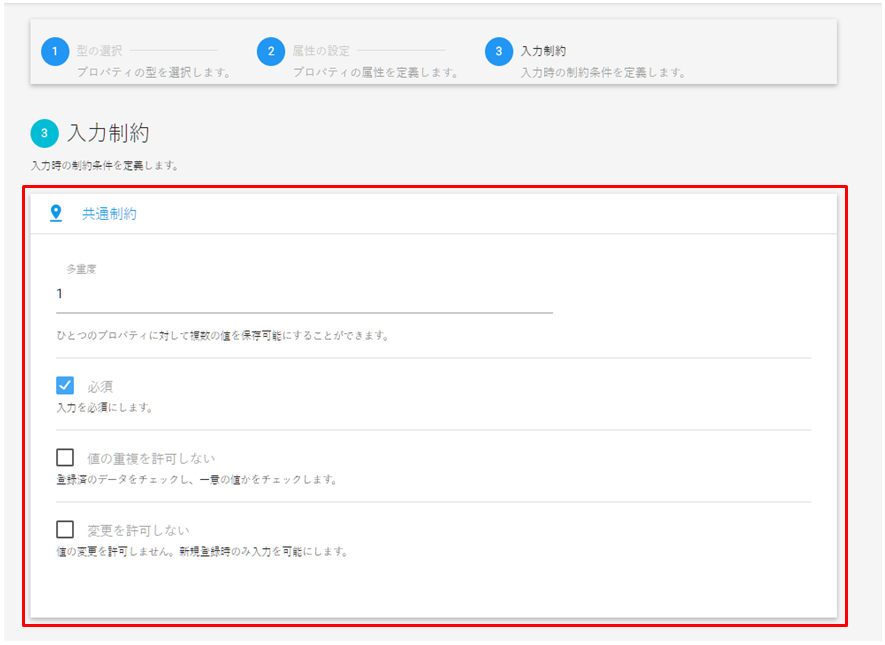 1 型の選択 2 属性の設定 3 入力制約
プロパティの型を選択します。 プロパティの属性を定義します。 入力時の制約条件を定義します。
3 入力制約
入力時の制約条件を定義します。
共通制約
多重度
1
ひとつのプロパティに対して複数の値を保存可能にすることができます。
必須
入力を必須にします。
値の重複を許可しない
登録済のデータをチェックし、一意の値かをチェックします。
変更を許可しない
値の変更を許可しません。新規登録時のみ入力を可能にします。